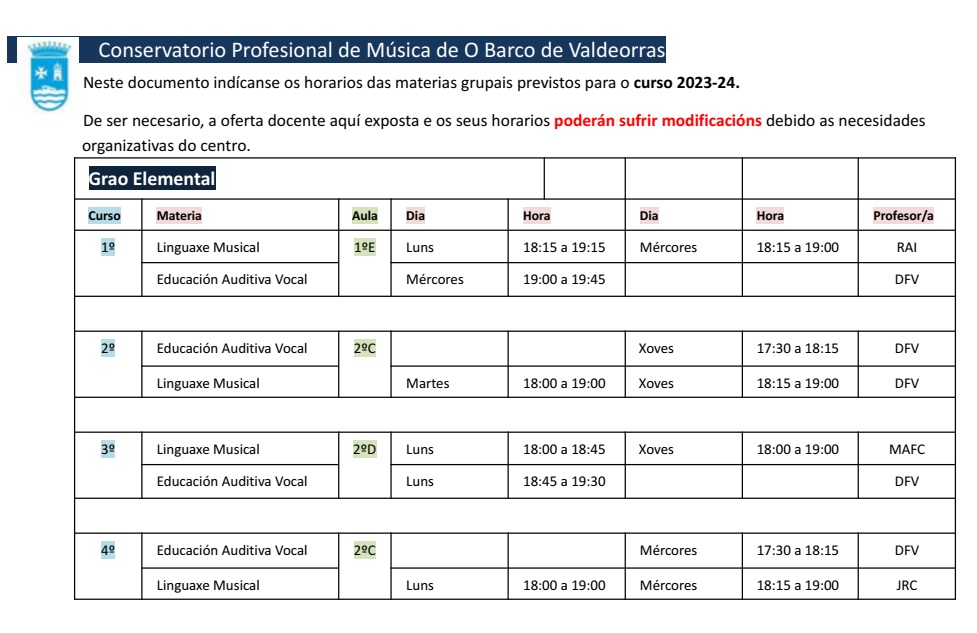 Conservatorio Profesional de Música de O Barco de Valdeorras
Neste documento indícanse os horarios das materias grupais previstos para o curso 2023-24.
De ser necesario, a oferta docente aquí exposta e os seus horarios poderán sufrir modificacións debido as necesidades
organizativas do centro.
Grao Elemental
Curso Materia Aula Dia Hora Dia Hora Profesor/a
1º Linguaxe Musical 1ºE Luns 18:15 a 19:15 Mércores 18:15 a 19:00 RAI
Educación Auditiva Vocal Mércores 19:00 a 19:45 DFV
2º Educación Auditiva Vocal 2ºC Xoves 17:30 a 18:15 DFV
Linguaxe Musical Martes 18:00 a 19:00 Xoves 18:15 a 19:00 DFV
3º Linguaxe Musical 2ºD Luns 18:00 a 18:45 Xoves 18:00 a 19:00 MAFC
Educación Auditiva Vocal Luns 18:45 a 19:30 DFV
4º Educación Auditiva Vocal 2ºC Mércores 17:30 a 18:15 DFV
Linguaxe Musical Luns 18:00 a 19:00 Mércores 18:15 a 19:00 JRC